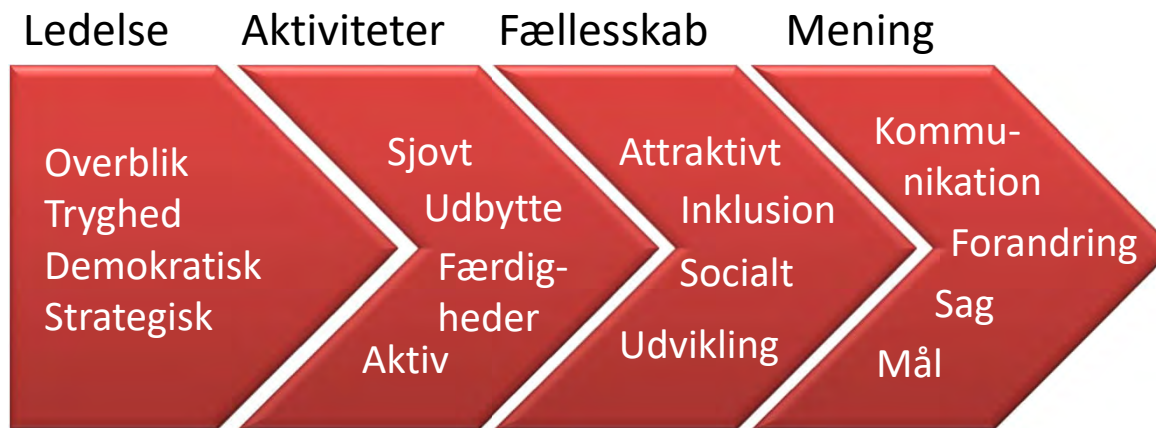 Ledelse
Overblik
Tryghed
Demokratisk
Strategisk
Aktiviteter
Sjovt
Udbytte
Færdig-
heder
Aktiv
Fællesskab
Attraktivt
Inklusion
Socialt
Udvikling
Mening
Kommu-
nikation
Forandring
Sag
Mål